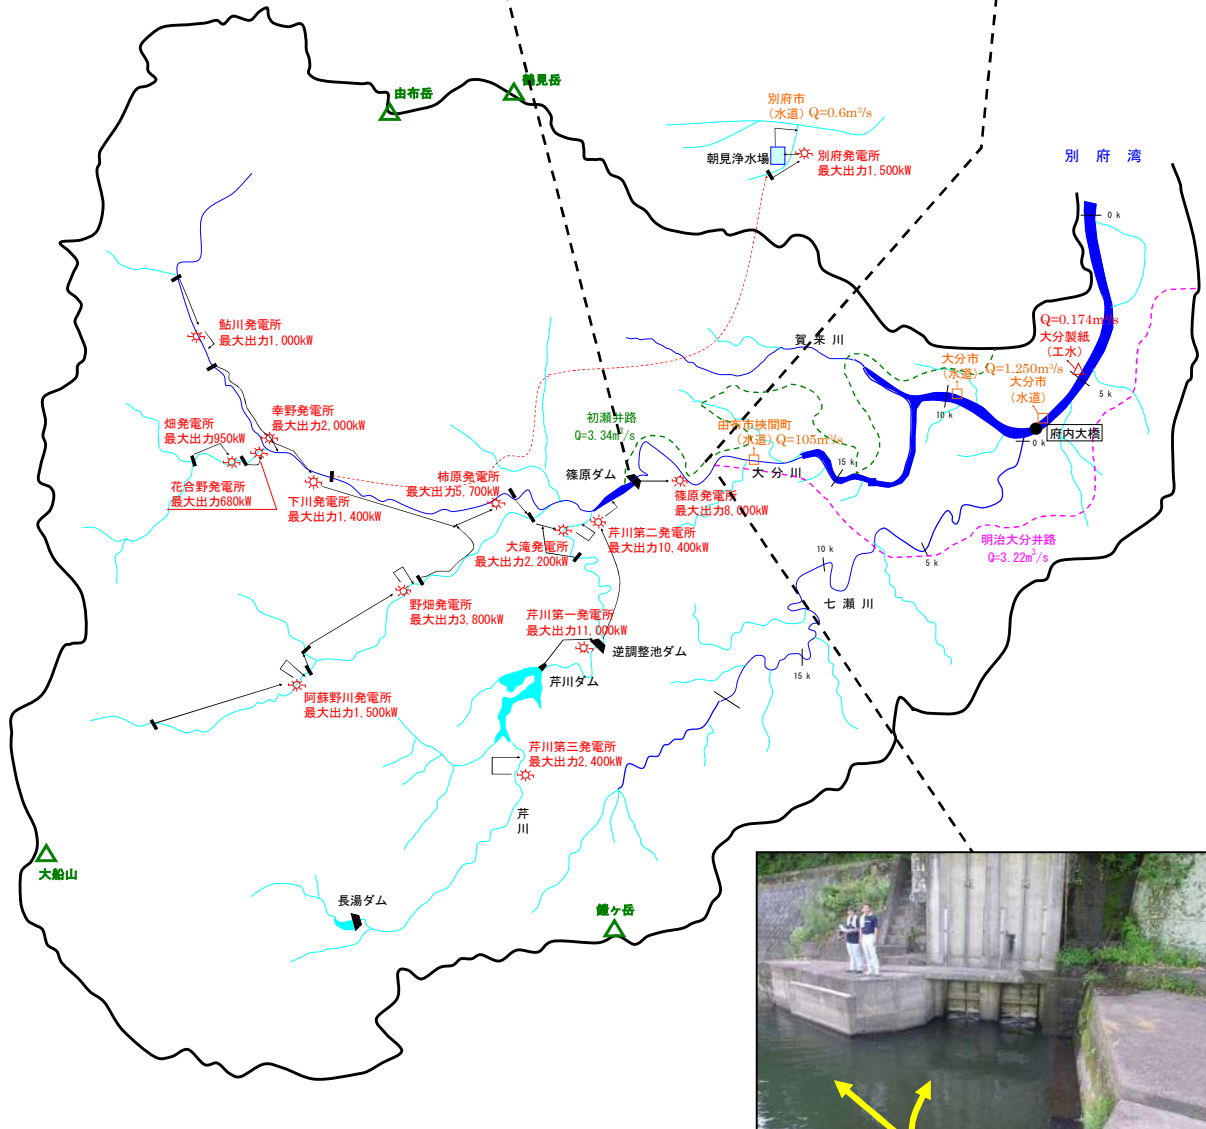 鶴見岳
由布岳
別府市
（水道）Q=0.6m³/s
朝見浄水場
別府発電所
最大出力1,500kW
別 府 湾
0 k
鮎川発電所
最大出力1,000kW
賀 来 川
Q=0.174m³/s
大分製紙
（工水）
大分市
（水道）
Q=1.250m³/s
大分市
（水道）
5 k
10 k
府内大橋
0 k
幸野発電所
最大出力2,000kW
畑発電所
最大出力950kW
初瀬井路
Q=3.34m³/s
由布市挾間町
（水道）Q=105m³/s
大 分 川
15 k
花合野発電所
最大出力680kW
下川発電所
最大出力1,400kW
柿原発電所
最大出力5,700kW
篠原ダム
篠原発電所
最大出力8,000kW
芹川第二発電所
最大出力10,400kW
大滝発電所
最大出力
2,200kW
明治大分井路
Q=3.22m³/s
10 k
5 k
七 瀬 川
野畑発電所
最大出力3,800kW
芹川第一発電所
最大出力11,000kW
逆調整池ダム
芹川ダム
15 k
阿蘇野川発電所
最大出力1,500kW
芹川第三発電所
最大出力2,400kW
芹
川
大船山
長湯ダム
鎧ヶ岳